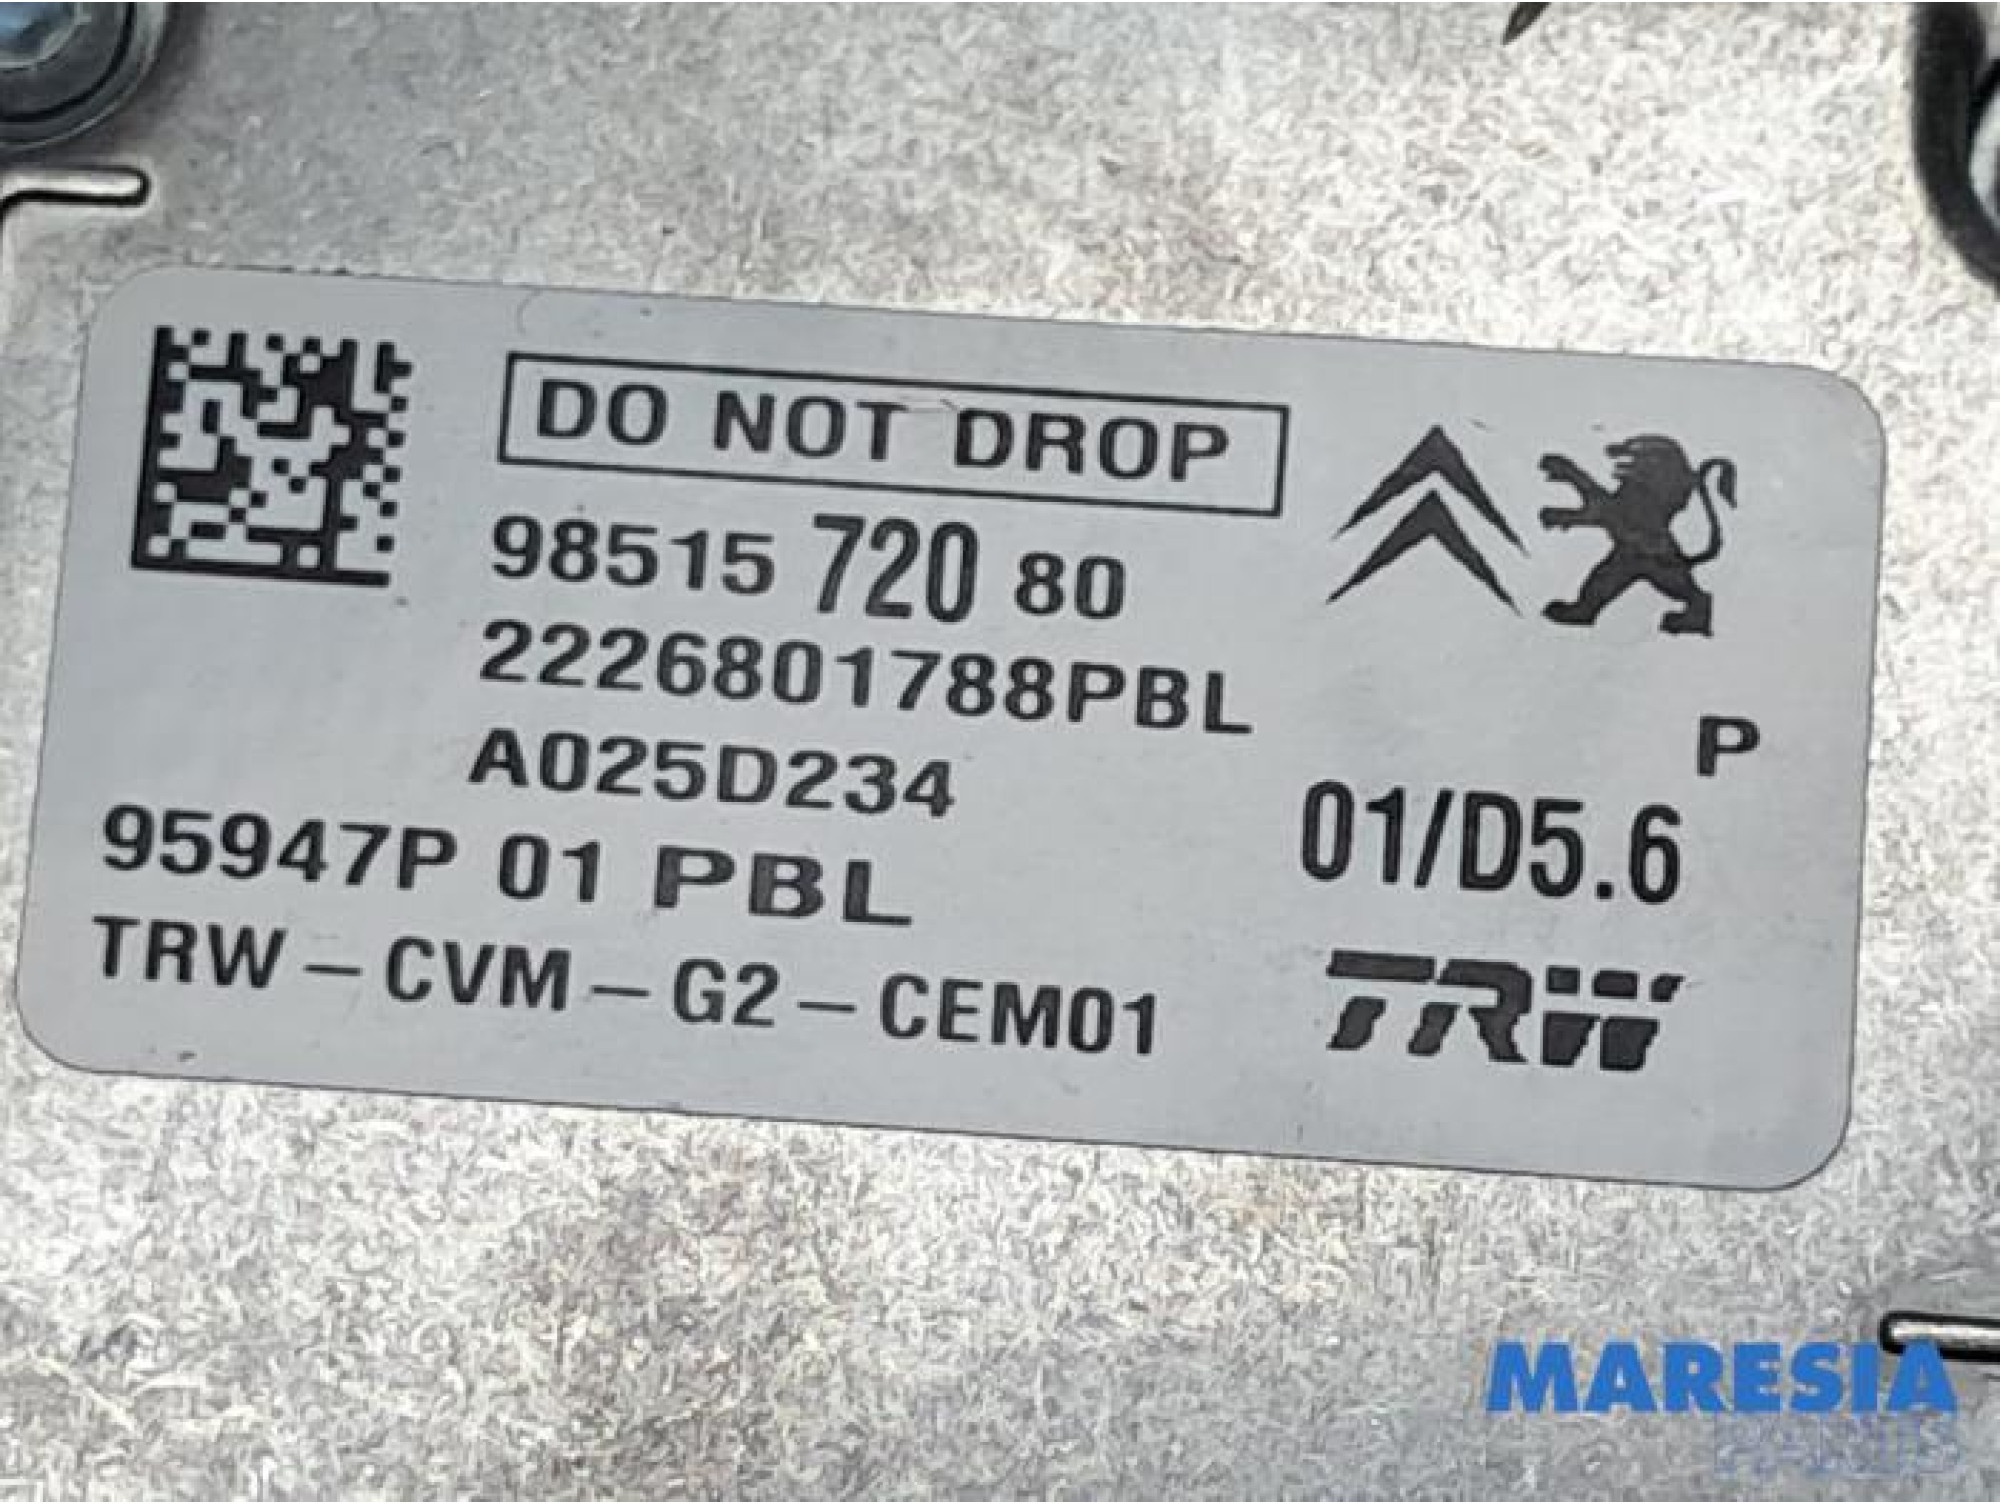 DO NOT DROP
98515 720 80
2226801788PBL
P
A025D234
01/D5.6
95947P 01 PBL
TRW-CVM-G2-CEM01
TRW
MARESIA
PARTS